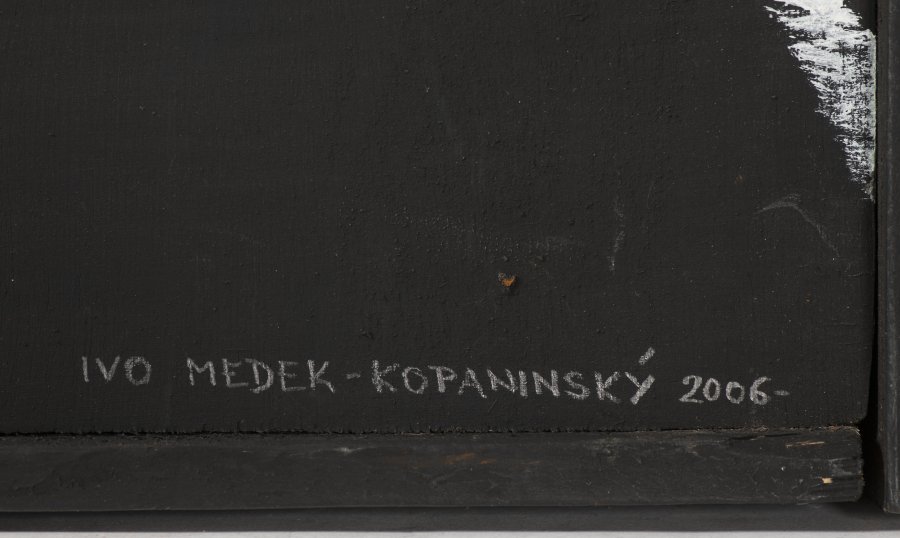 IVO MEDEK-KOPANINSKÝ 2006-